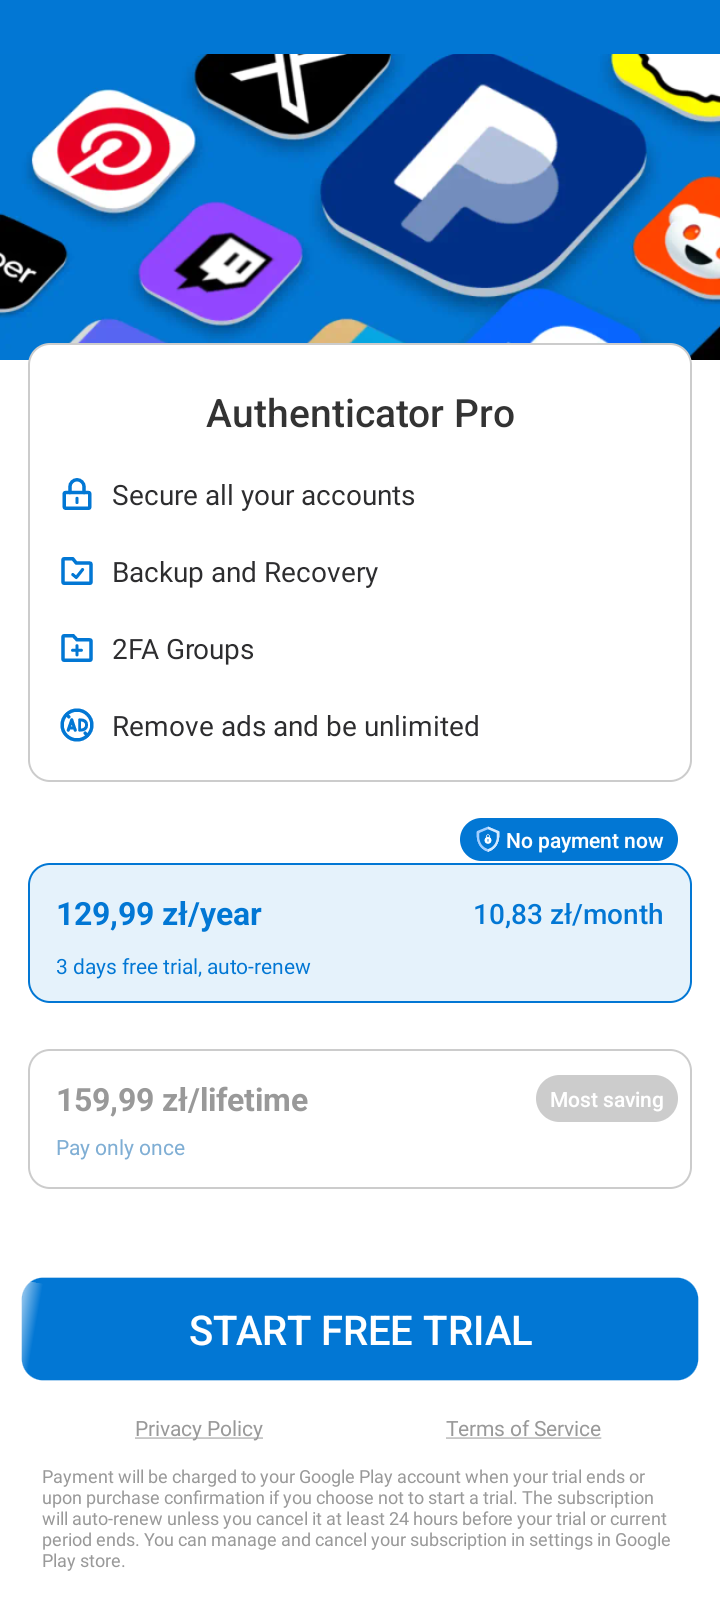 er
Authenticator Pro
Secure all your accounts
Backup and Recovery
2FA Groups
AD
Remove ads and be unlimited
No payment now
129,99 zł/year
10,83 zł/month
3 days free trial, auto-renew
159,99 zł/lifetime
Most saving
Pay only once
START FREE TRIAL
Privacy Policy
Terms of Service
Payment will be charged to your Google Play account when your trial ends or
upon purchase confirmation if you choose not to start a trial. The subscription
will auto-renew unless you cancel it at least 24 hours before your trial or current
period ends. You can manage and cancel your subscription in settings in Google
Play store.